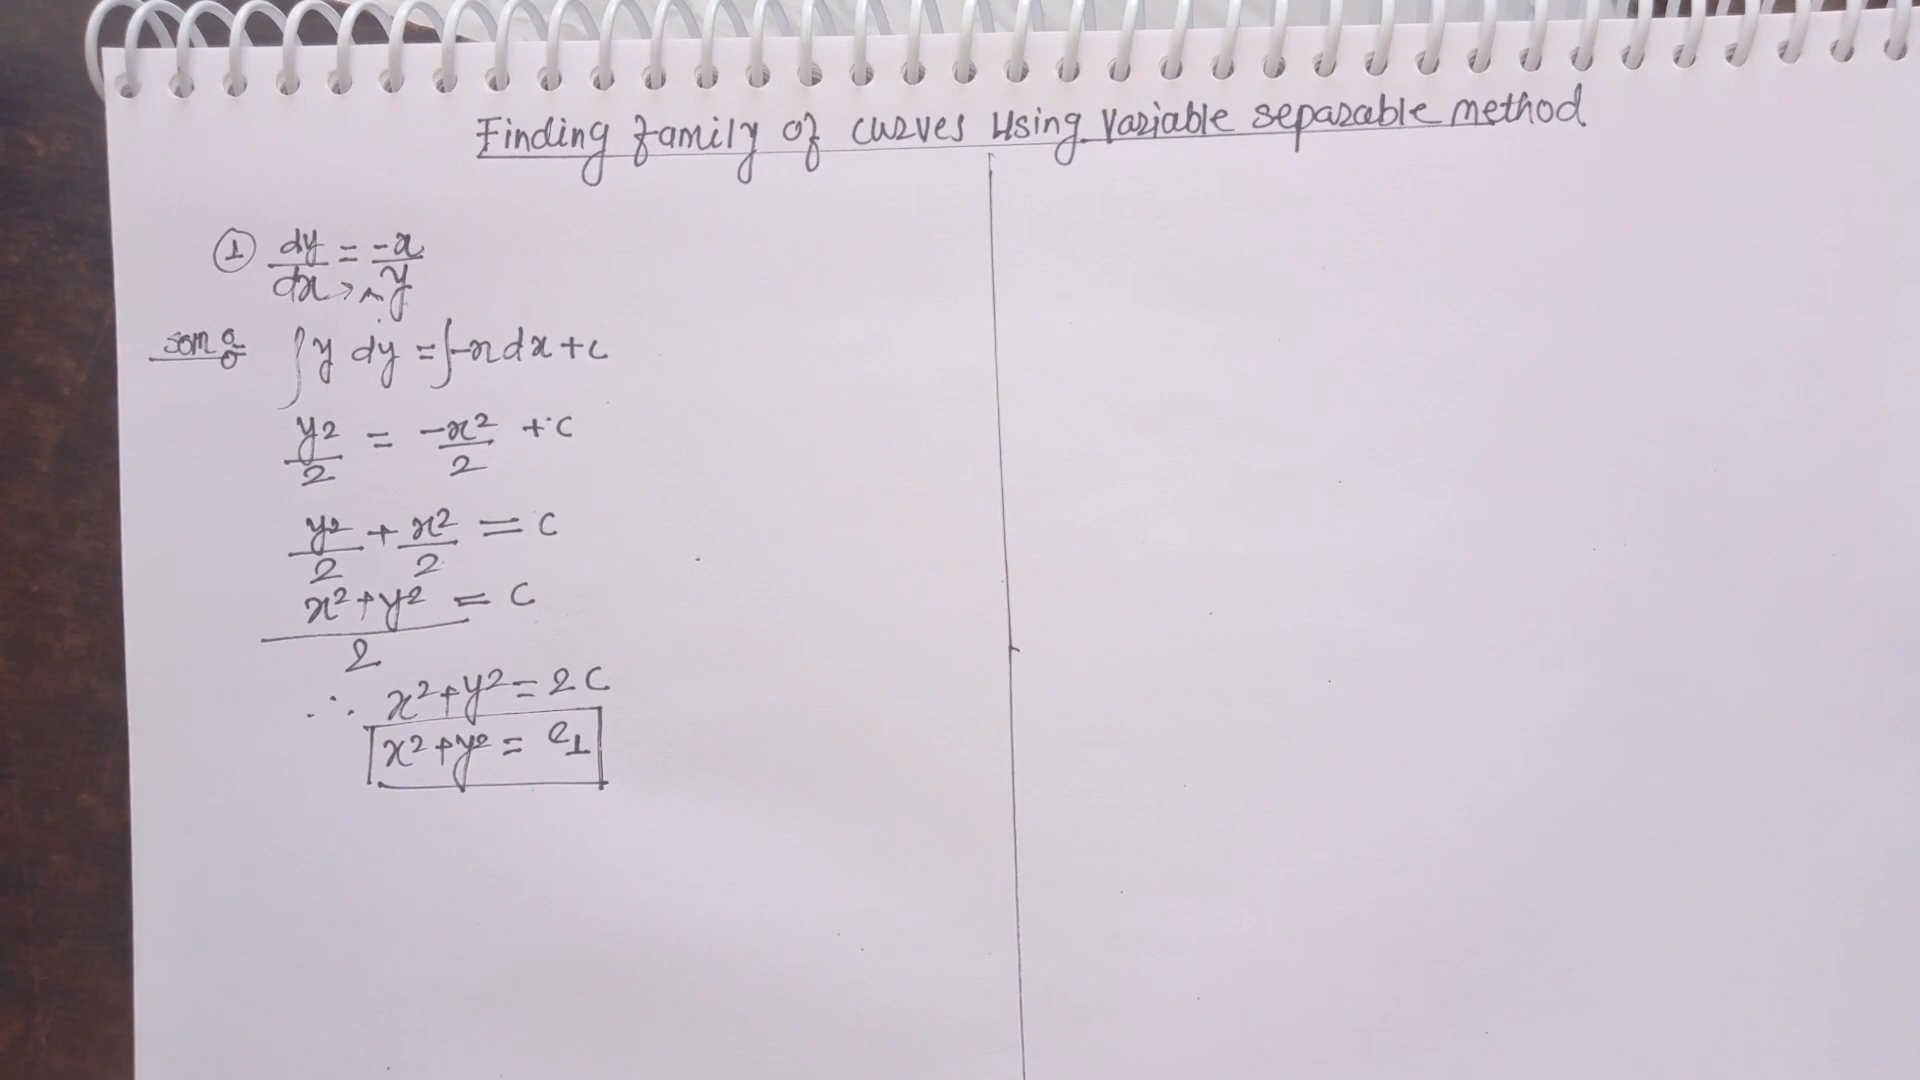 Finding family of curves Using Variable separable method
① dy/dx = -x/y
som: ∫y dy = ∫-x dx + c
y2/2 = -x2/2 + c
y2/2 + x2/2 = c
x2+y2/2 = c
∴ x2+y2 = 2c
x2+y2 = c1